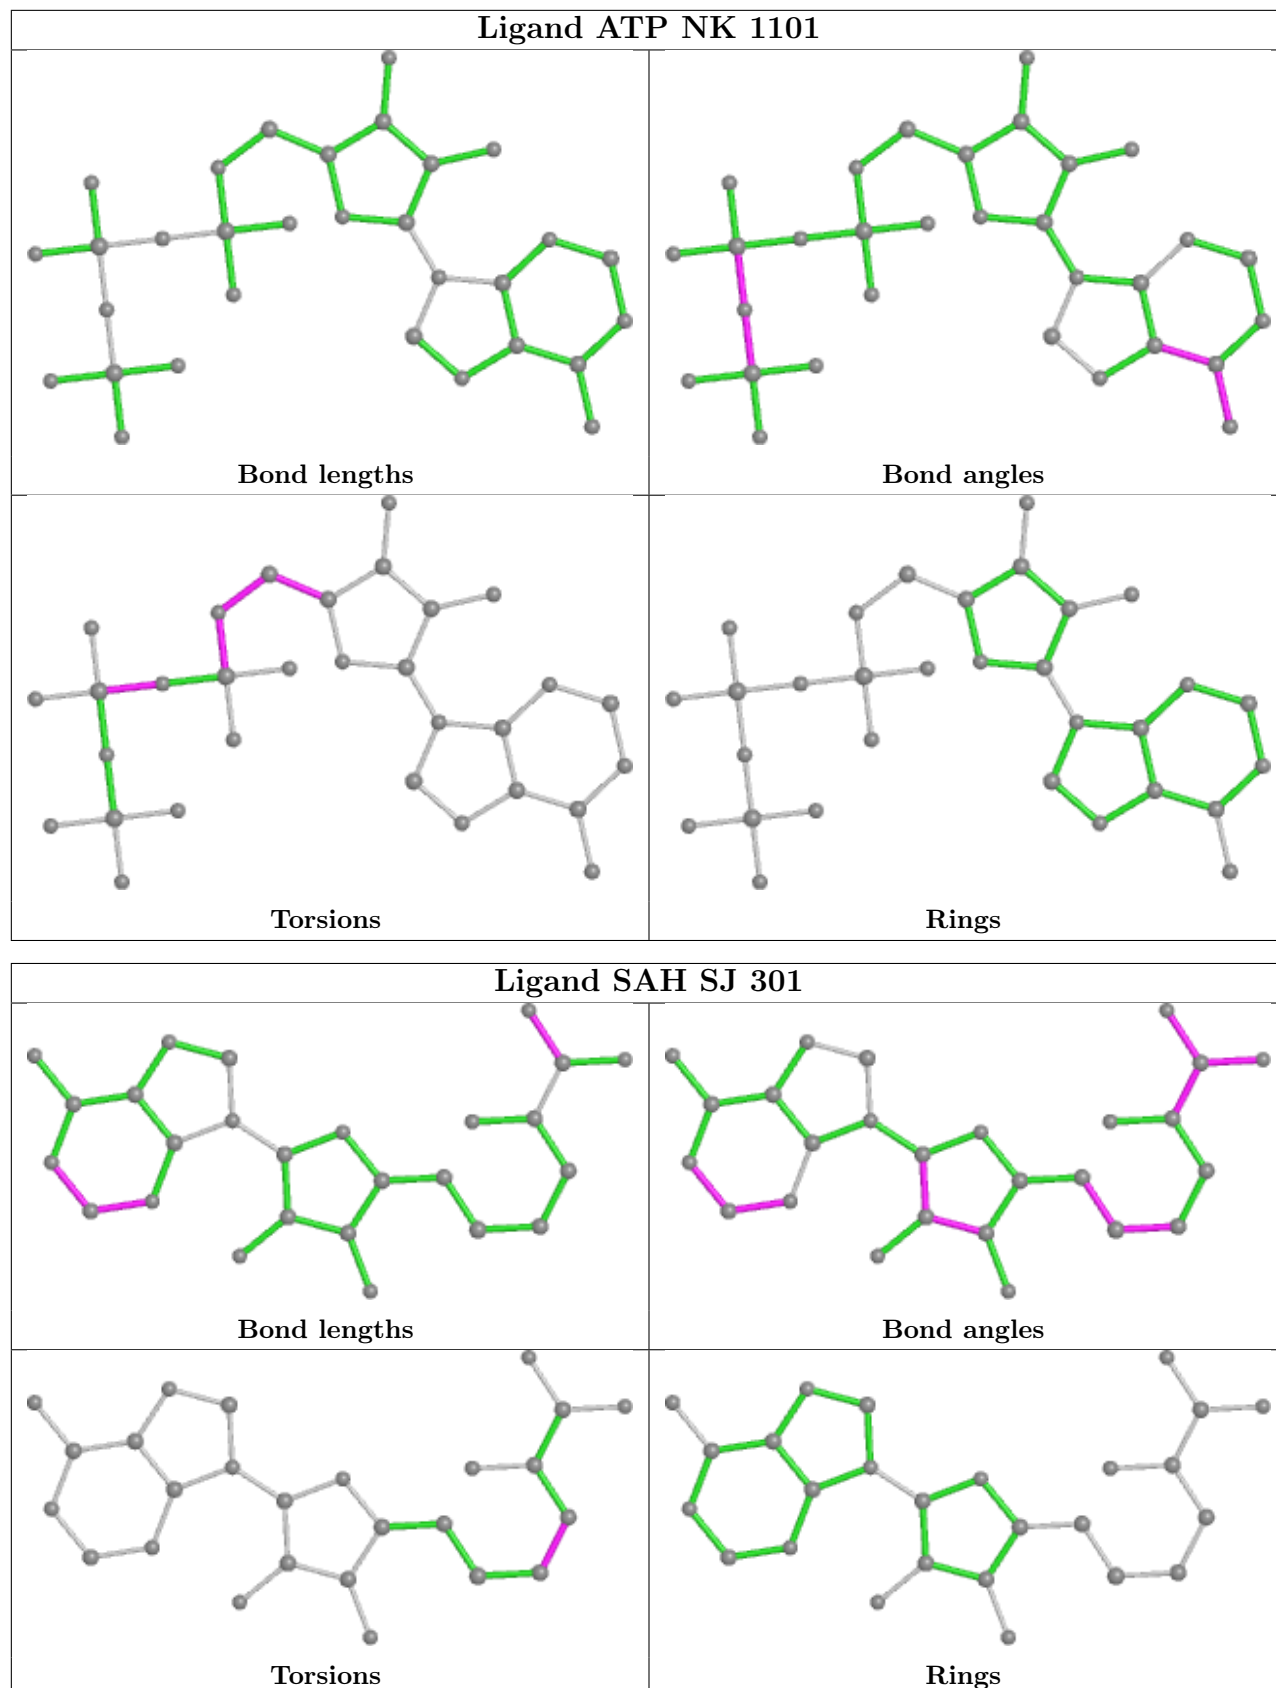 Ligand ATP NK 1101
Bond lengths
Bond angles
Torsions
Rings
Ligand SAH SJ 301
Bond lengths
Bond angles
Torsions
Rings